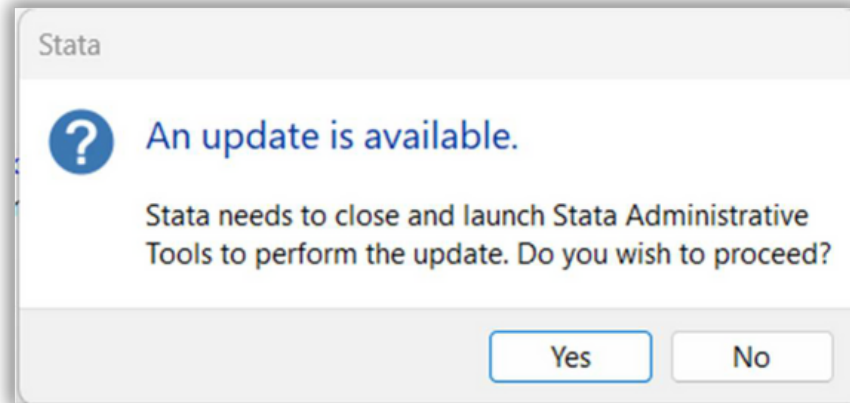 Stata
?
An update is available.
Stata needs to close and launch Stata Administrative
Tools to perform the update. Do you wish to proceed?
Yes No